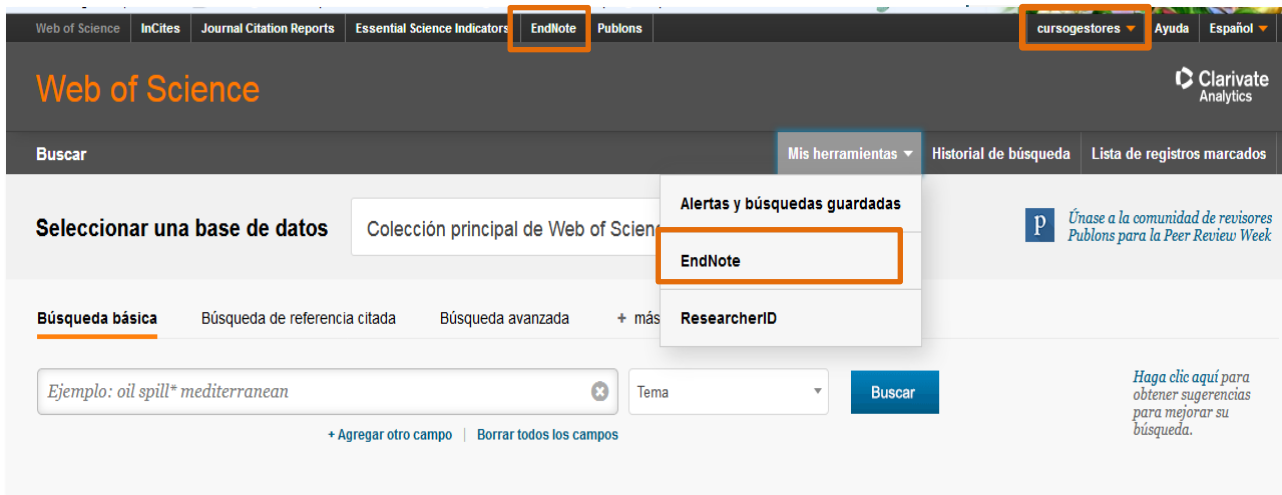 Web of Science InCites Journal Citation Reports Essential Science Indicators EndNote Publons cursogestores Ayuda Español
Web of Science
Clarivate
Analytics
Buscar Mis herramientas Historial de búsqueda Lista de registros marcados
Alertas y búsquedas guardadas
EndNote
ResearcherID
Seleccionar una base de datos Colección principal de Web of Scien
p
Únase a la comunidad de revisores
Publons para la Peer Review Week
Búsqueda básica Búsqueda de referencia citada Búsqueda avanzada + más
Ejemplo: oil spill* mediterranean Tema Buscar
+ Agregar otro campo | Borrar todos los campos
Haga clic aquí para
obtener sugerencias
para mejorar su
búsqueda.